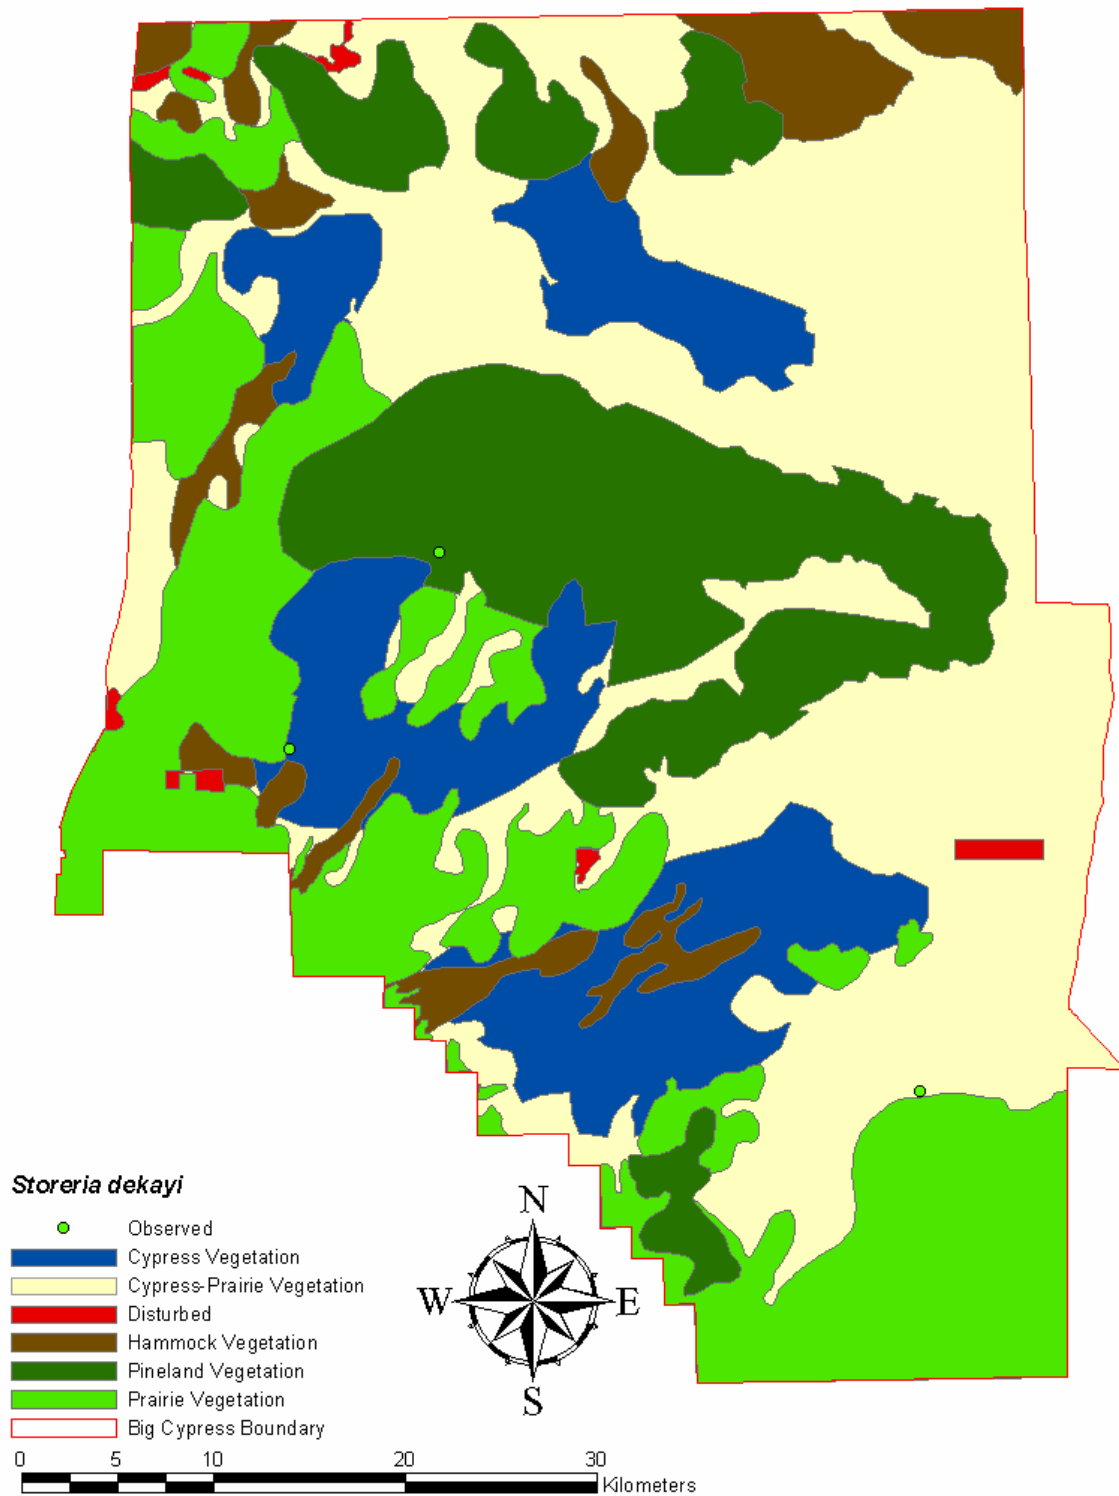 Storeria dekayi
Observed
Cypress Vegetation
Cypress-Prairie Vegetation
Disturbed
Hammock Vegetation
Pineland Vegetation
Prairie Vegetation
Big Cypress Boundary
N
W E
S
0 5 10 20 30
Kilometers